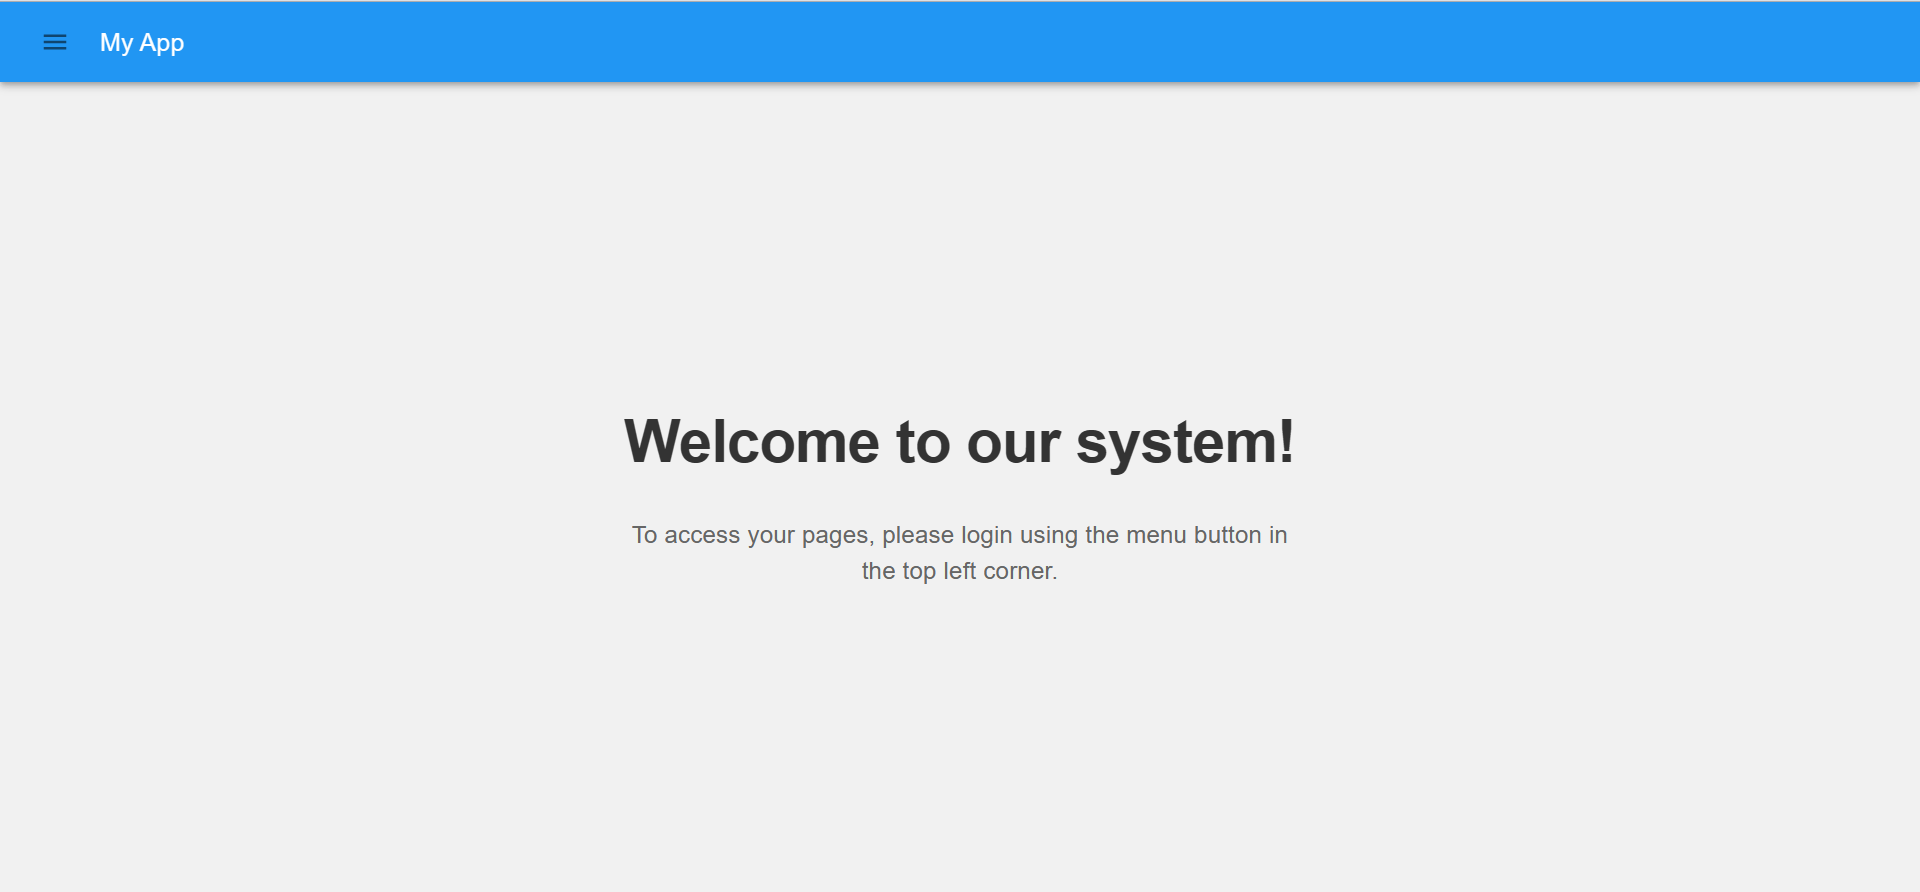 My App
Welcome to our system!
To access your pages, please login using the menu button in
the top left corner.